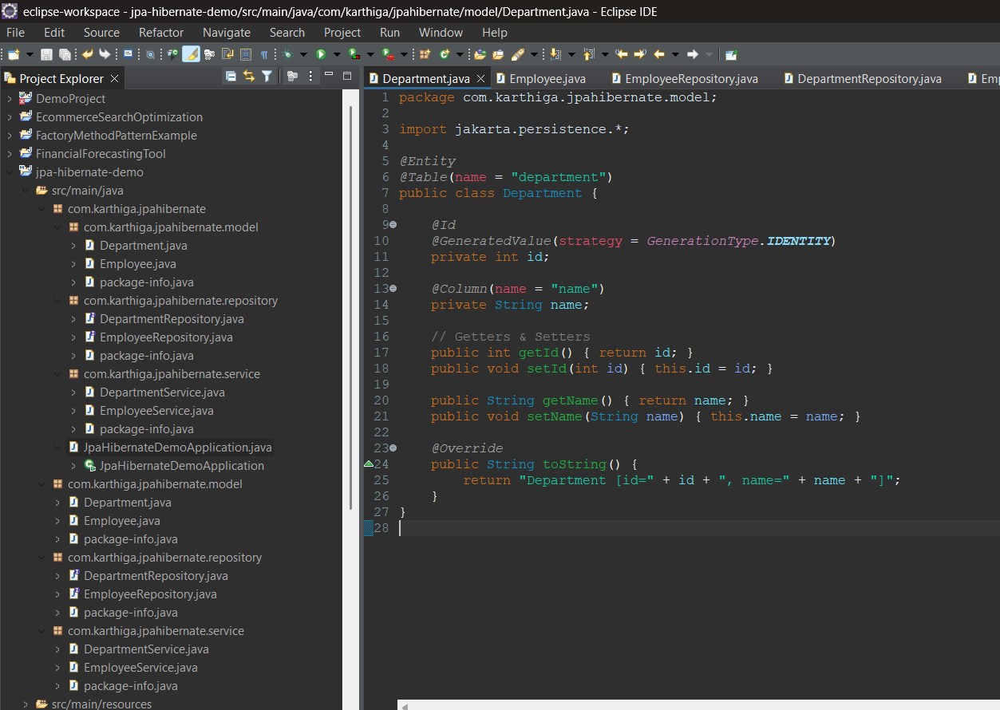 eclipse-workspace - jpa-hibernate-demo/src/main/java/com/karthiga/jpahibernate/model/Department.java - Eclipse IDE
File Edit Source Refactor Navigate Search Project Run Window Help
Project Explorer
DemoProject
EcommerceSearchOptimization
FactoryMethodPatternExample
FinancialForecastingTool
jpa-hibernate-demo
src/main/java
com.karthiga.jpahibernate
com.karthiga.jpahibernate.model
Department.java
Employee.java
package-info.java
com.karthiga.jpahibernate.repository
DepartmentRepository.java
EmployeeRepository.java
package-info.java
com.karthiga.jpahibernate.service
DepartmentService.java
EmployeeService.java
package-info.java
JpaHibernateDemoApplication.java
JpaHibernateDemoApplication
com.karthiga.jpahibernate.model
Department.java
Employee.java
package-info.java
com.karthiga.jpahibernate.repository
DepartmentRepository.java
EmployeeRepository.java
package-info.java
com.karthiga.jpahibernate.service
DepartmentService.java
EmployeeService.java
package-info.java
src/main/resources
Department.java Employee.java EmployeeRepository.java DepartmentRepository.java Emp
1 package com.karthiga.jpahibernate.model;
2
3 import jakarta.persistence.*;
4
5 @Entity
6 @Table(name = "department")
7 public class Department {
8
9 @Id
10 @GeneratedValue(strategy = GenerationType.IDENTITY)
11 private int id;
12
13 @Column(name = "name")
14 private String name;
15
16 // Getters & Setters
17 public int getId() { return id; }
18 public void setId(int id) { this.id = id; }
19
20 public String getName() { return name; }
21 public void setName(String name) { this.name = name; }
22
23 @Override
24 public String toString() {
25 return "Department [id=" + id + ", name=" + name + "]";
26 }
27 }
28